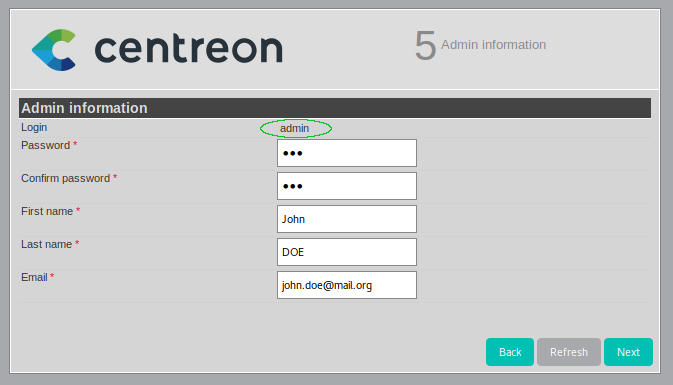 centreon
5 Admin information
Admin information
Login admin
Password * •••
Confirm password * •••
First name * John
Last name * DOE
Email * john.doe@mail.org
Back Refresh Next